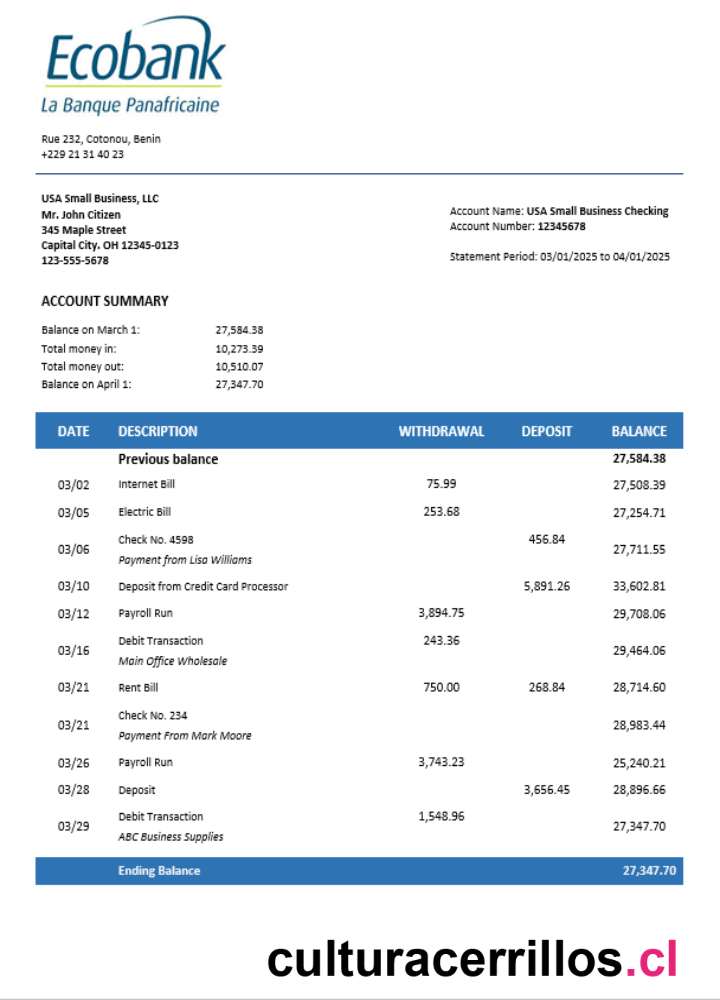 Ecobank
La Banque Panafricaine
Rue 232, Cotonou, Benin
+229 21 31 40 23
USA Small Business, LLC
Mr. John Citizen
345 Maple Street
Capital City. OH 12345-0123
123-555-5678
Account Name: USA Small Business Checking
Account Number: 12345678
Statement Period: 03/01/2025 to 04/01/2025
ACCOUNT SUMMARY
Balance on March 1: 27,584.38
Total money in: 10,273.39
Total money out: 10,510.07
Balance on April 1: 27,347.70
DATE DESCRIPTION WITHDRAWAL DEPOSIT BALANCE
Previous balance 27,584.38
03/02 Internet Bill 75.99 27,508.39
03/05 Electric Bill 253.68 27,254.71
03/06 Check No. 4598 456.84 27,711.55
Payment from Lisa Williams
03/10 Deposit from Credit Card Processor 5,891.26 33,602.81
03/12 Payroll Run 3,894.75 29,708.06
03/16 Debit Transaction 243.36 29,464.06
Main Office Wholesale
03/21 Rent Bill 750.00 268.84 28,714.60
03/21 Check No. 234 28,983.44
Payment From Mark Moore
03/26 Payroll Run 3,743.23 25,240.21
03/28 Deposit 3,656.45 28,896.66
03/29 Debit Transaction 1,548.96 27,347.70
ABC Business Supplies
Ending Balance 27,347.70
culturacerrillos.cl